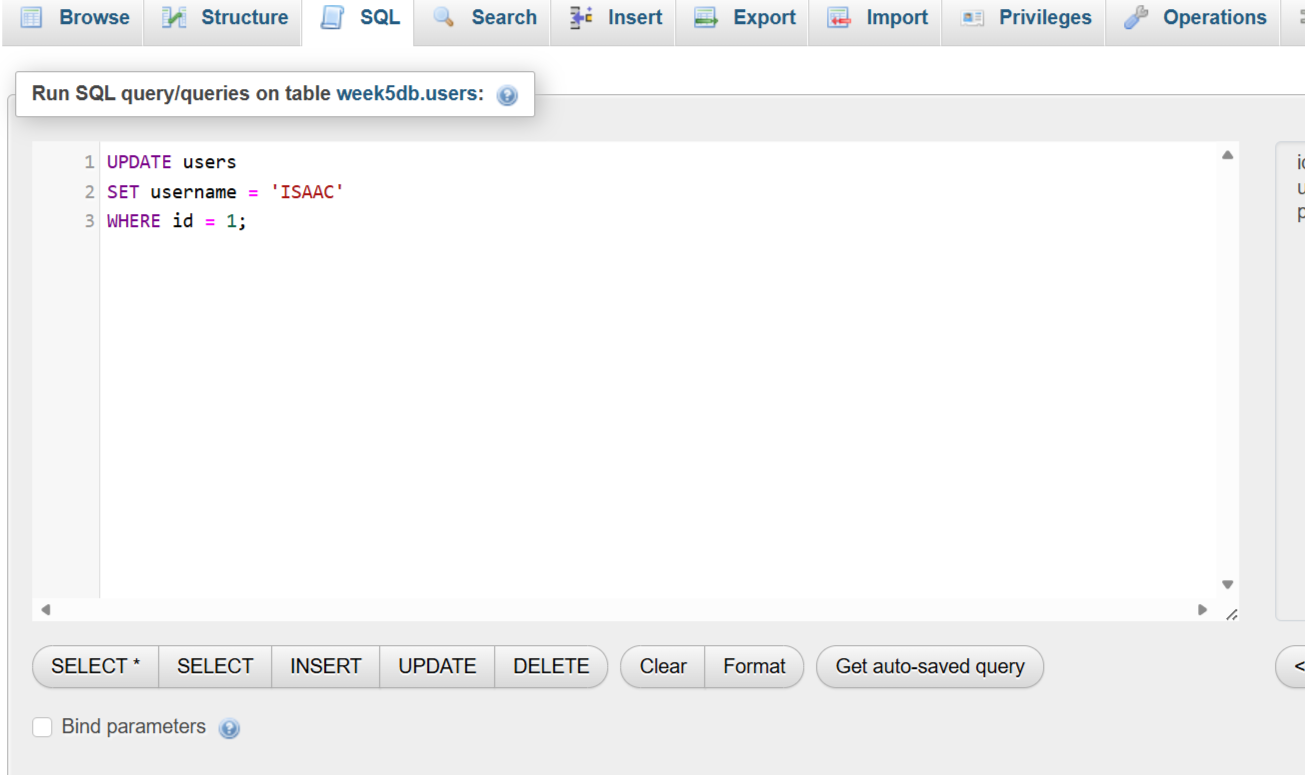 Browse Structure SQL Search Insert Export Import Privileges Operations
Run SQL query/queries on table week5db.users:
1 UPDATE users
2 SET username = 'ISAAC'
3 WHERE id = 1;
SELECT * SELECT INSERT UPDATE DELETE Clear Format Get auto-saved query <
Bind parameters